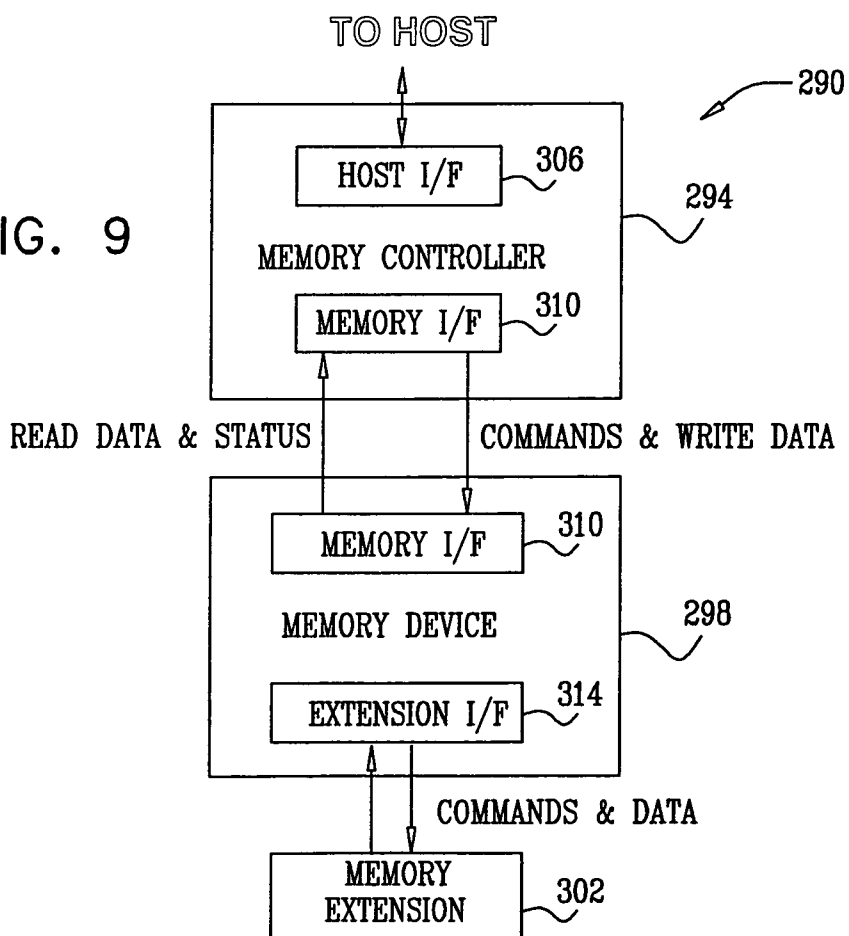 TO HOST
290
HOST I/F
306
294
IG. 9
MEMORY CONTROLLER
MEMORY I/F
310
READ DATA & STATUS
COMMANDS & WRITE DATA
MEMORY I/F
310
MEMORY DEVICE
298
EXTENSION I/F
314
COMMANDS & DATA
MEMORY
EXTENSION
302